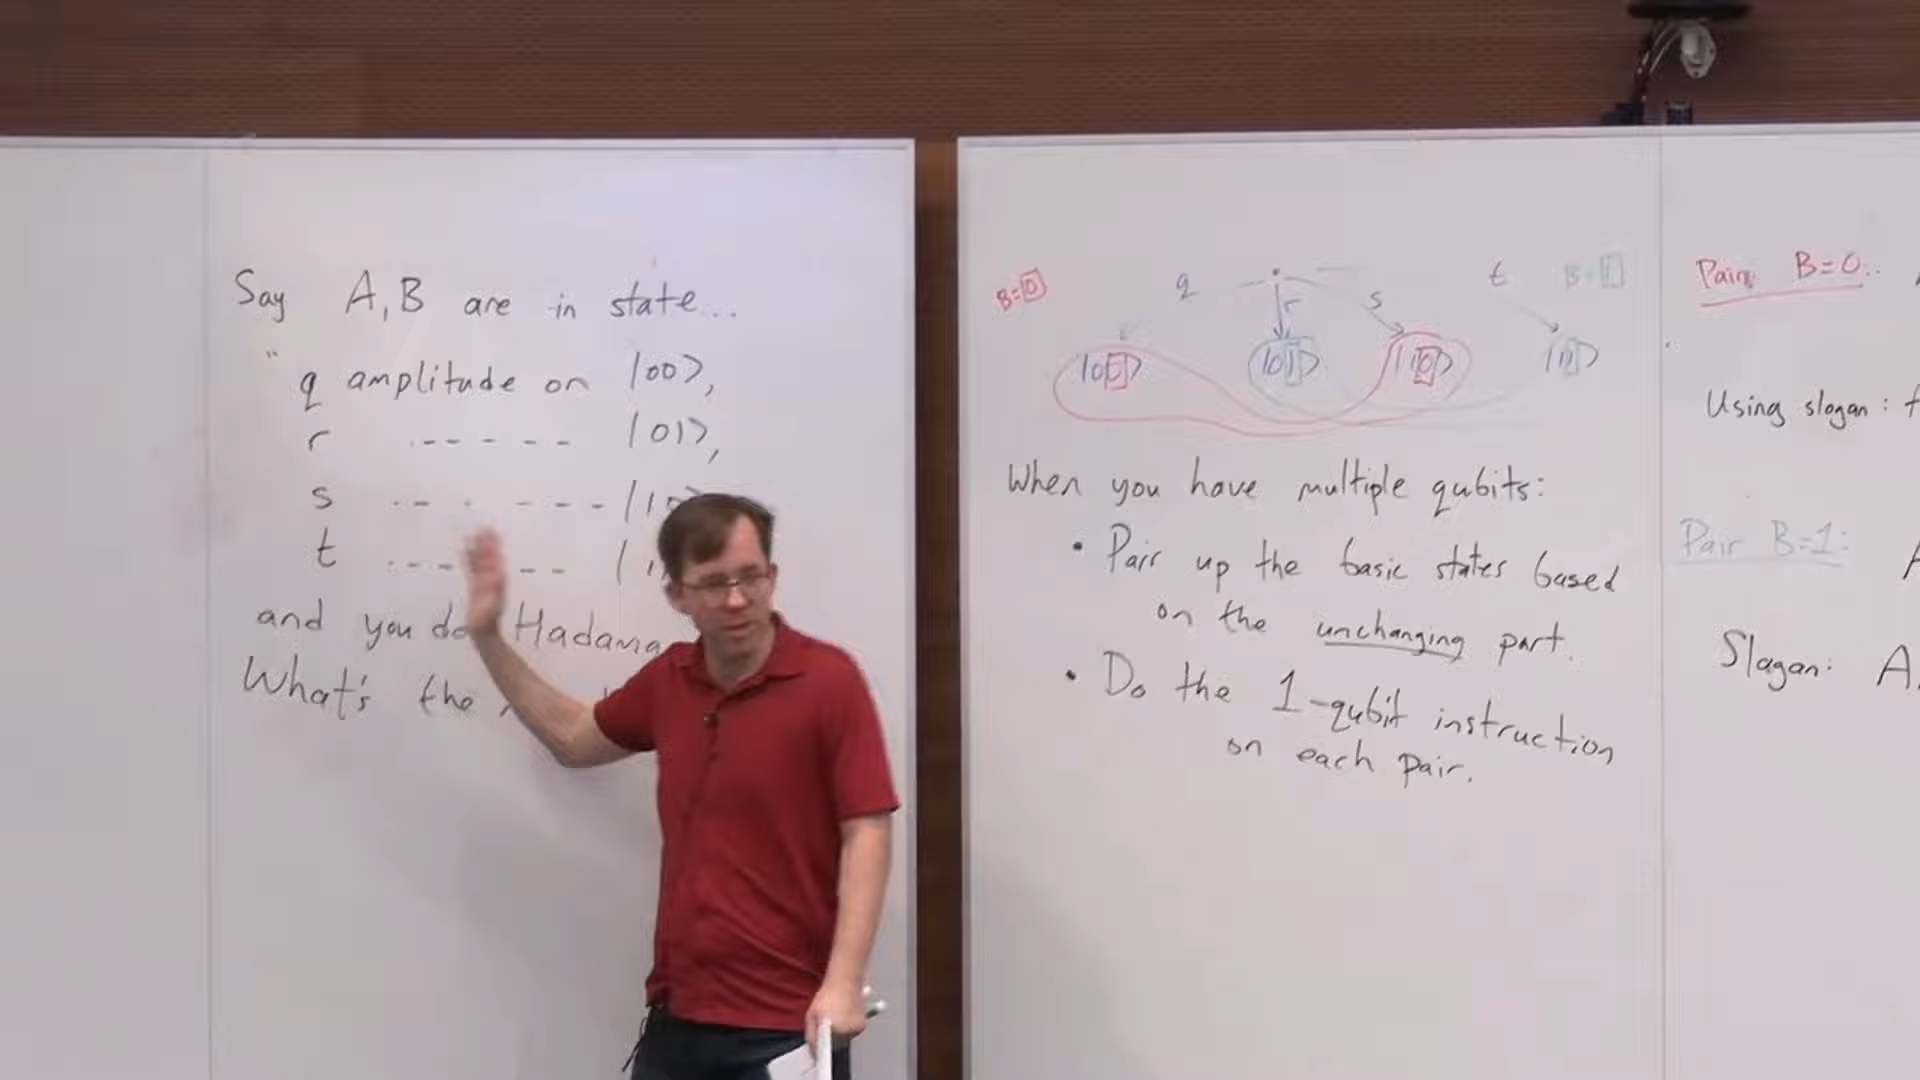 Say A,B are in state...
q amplitude on |00⟩,
r ------ |01⟩,
s ------- |10⟩
t -------
and you do Hadama
What's the
B=0 q r s t B=1
|00⟩ |01⟩ |10⟩ |11⟩
When you have multiple qubits:
• Pair up the basic states based
on the unchanging part.
• Do the 1-qubit instruction
on each pair.
Pair B=0..
Using slogan:
Pair B=1:
Slogan: A